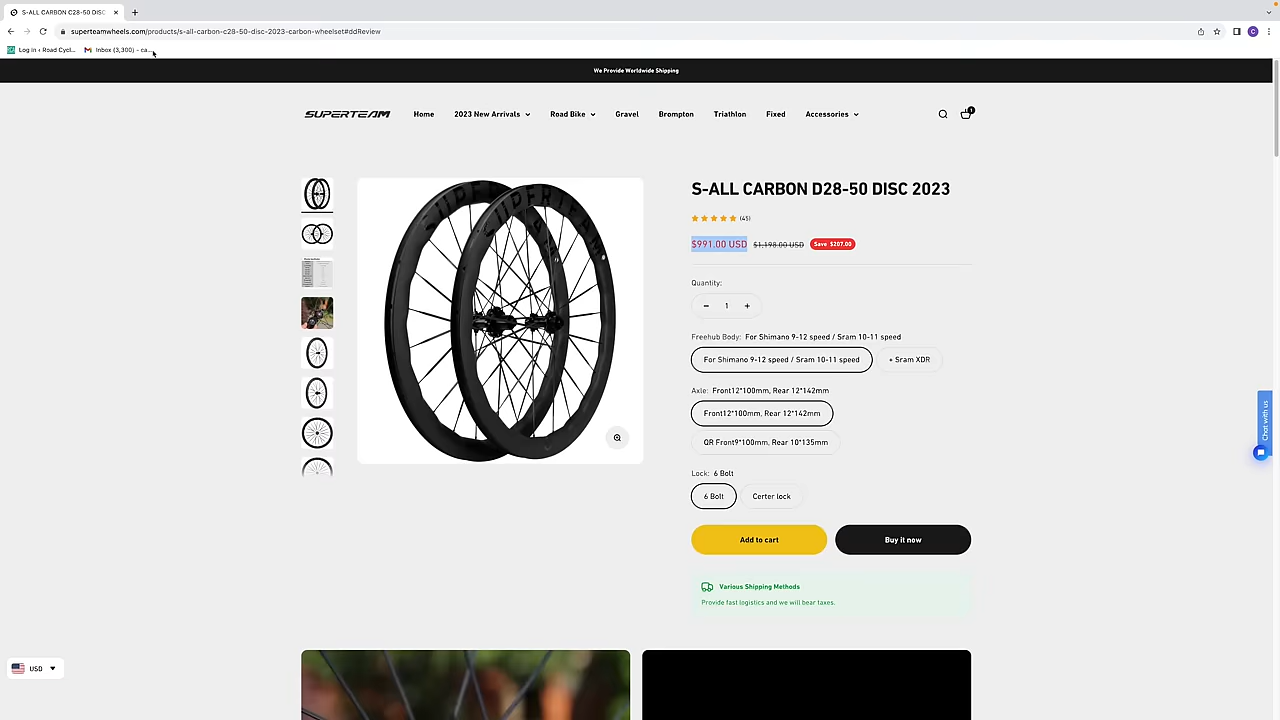 S-ALL CARBON C28-50 DISC
superteamwheels.com/products/s-all-carbon-c28-50-disc-2023-carbon-wheelset#ddReview
C
Log In ‹ Road Cycl...
Inbox (3,300) - ca...
We Provide Worldwide Shipping
SUPERTEAM
Home
2023 New Arrivals
Road Bike
Gravel
Brompton
Triathlon
Fixed
Accessories
1
S-ALL CARBON D28-50 DISC 2023
(45)
$991.00 USD $1,198.00 USD Save $207.00
Quantity:
− 1 +
Freehub Body: For Shimano 9-12 speed / Sram 10-11 speed
For Shimano 9-12 speed / Sram 10-11 speed
+ Sram XDR
Axle: Front12*100mm, Rear 12*142mm
Front12*100mm, Rear 12*142mm
QR Front9*100mm, Rear 10*135mm
Lock: 6 Bolt
6 Bolt
Certer lock
Add to cart
Buy it now
Various Shipping Methods
Provide fast logistics and we will bear taxes.
Chat with us
USD